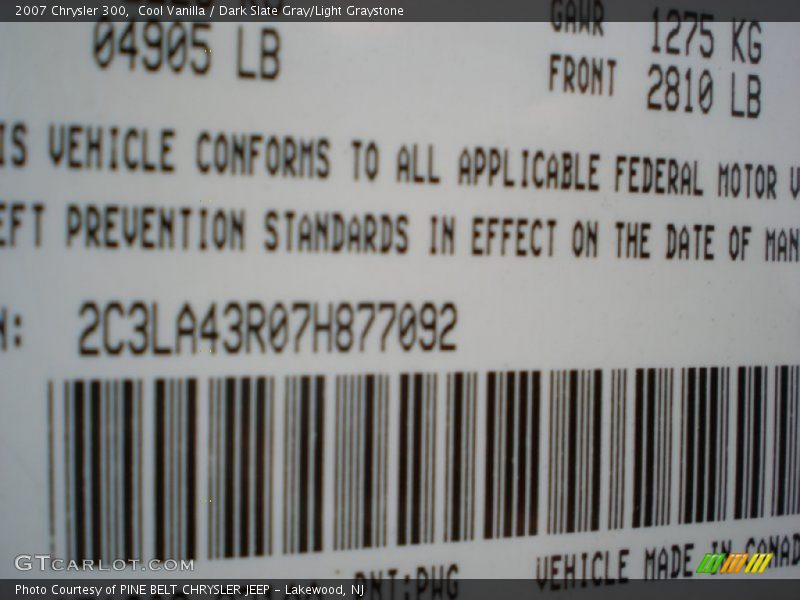 2007 Chrysler 300, Cool Vanilla / Dark Slate Gray/Light Graystone
GAWR 1275 KG
04905 LB
FRONT 2810 LB
IS VEHICLE CONFORMS TO ALL APPLICABLE FEDERAL MOTOR V
EFT PREVENTION STANDARDS IN EFFECT ON THE DATE OF MAN
N: 2C3LA43R07H877092
PNT:PWG VEHICLE MADE IN CANAD
GTCARLOT.COM
Photo Courtesy of PINE BELT CHRYSLER JEEP - Lakewood, NJ